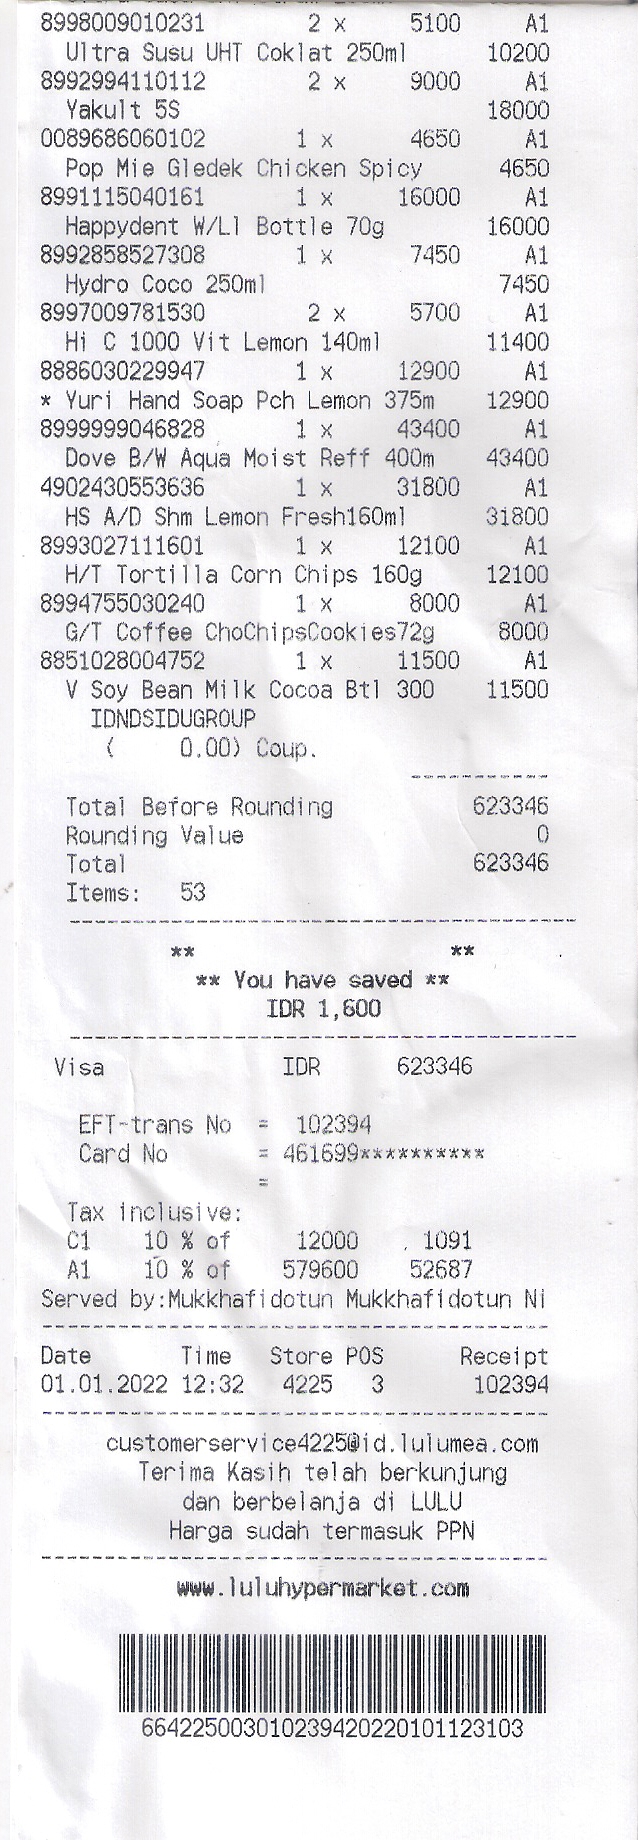 8998009010231 2 x 5100 A1
Ultra Susu UHT Coklat 250ml 10200
8992994110112 2 x 9000 A1
Yakult 5S 18000
0089686060102 1 x 4650 A1
Pop Mie Gledek Chicken Spicy 4650
8991115040161 1 x 16000 A1
Happydent W/Ll Bottle 70g 16000
8992858527308 1 x 7450 A1
Hydro Coco 250ml 7450
8997009781530 2 x 5700 A1
Hi C 1000 Vit Lemon 140ml 11400
8886030229947 1 x 12900 A1
* Yuri Hand Soap Pch Lemon 375m 12900
8999999046828 1 x 43400 A1
Dove B/W Aqua Moist Reff 400m 43400
4902430553636 1 x 31800 A1
HS A/D Shm Lemon Fresh160ml 31800
8993027111601 1 x 12100 A1
H/T Tortilla Corn Chips 160g 12100
8994755030240 1 x 8000 A1
G/T Coffee ChoChipsCookies72g 8000
8851028004752 1 x 11500 A1
V Soy Bean Milk Cocoa Btl 300 11500
IDNDSIDUGROUP
( 0.00) Coup.
Total Before Rounding 623346
Rounding Value 0
Total 623346
Items: 53
** **
** You have saved **
IDR 1,600
Visa IDR 623346
EFT-trans No = 102394
Card No = 461699**********
=
Tax inclusive:
C1 10 % of 12000 1091
A1 10 % of 579600 52687
Served by:Mukkhafidotun Mukkhafidotun Ni
Date Time Store POS Receipt
01.01.2022 12:32 4225 3 102394
customerservice4225@id.lulumea.com
Terima Kasih telah berkunjung
dan berbelanja di LULU
Harga sudah termasuk PPN
www.luluhypermarket.com
664225003010239420220101123103